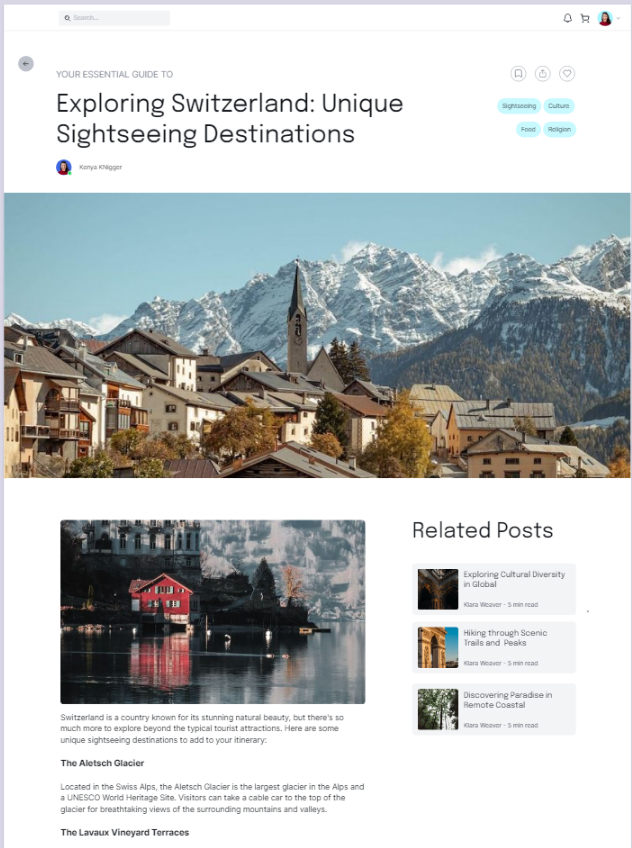 Search...
YOUR ESSENTIAL GUIDE TO
Exploring Switzerland: Unique
Sightseeing Destinations
Sightseeing
Culture
Food
Religion
Kenya KNigger
Switzerland is a country known for its stunning natural beauty, but there's so
much more to explore beyond the typical tourist attractions. Here are some
unique sightseeing destinations to add to your itinerary:
The Aletsch Glacier
Located in the Swiss Alps, the Aletsch Glacier is the largest glacier in the Alps and
a UNESCO World Heritage Site. Visitors can take a cable car to the top of the
glacier for breathtaking views of the surrounding mountains and valleys.
The Lavaux Vineyard Terraces
Related Posts
Exploring Cultural Diversity
in Global
Klara Weaver - 5 min read
Hiking through Scenic
Trails and Peaks
Klara Weaver - 5 min read
Discovering Paradise in
Remote Coastal
Klara Weaver - 5 min read